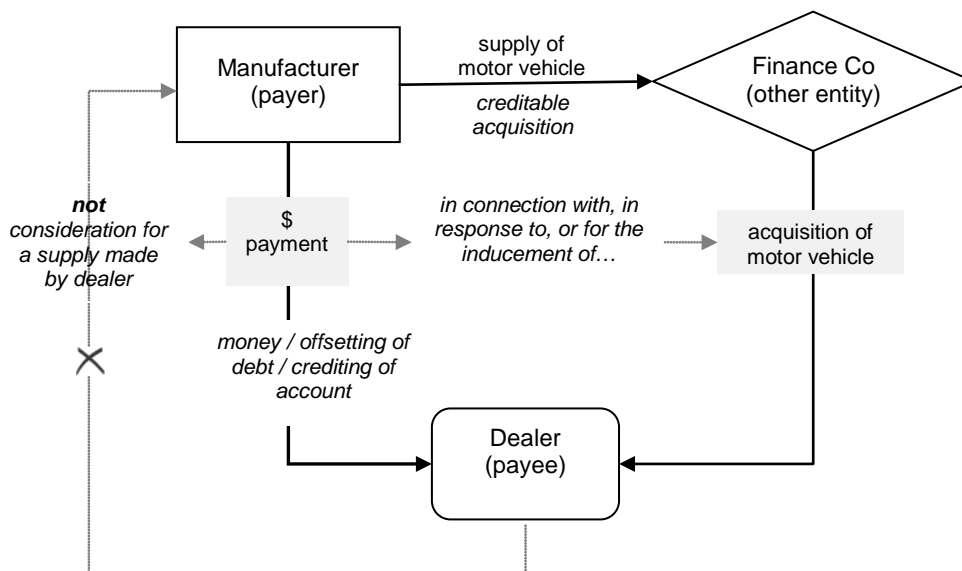 Manufacturer
(payer)
supply of
motor vehicle
creditable
acquisition
Finance Co
(other entity)
not
consideration for
a supply made
by dealer
$
payment
in connection with, in
response to, or for the
inducement of…
acquisition of
motor vehicle
money / offsetting of
debt / crediting of
account
Dealer
(payee)